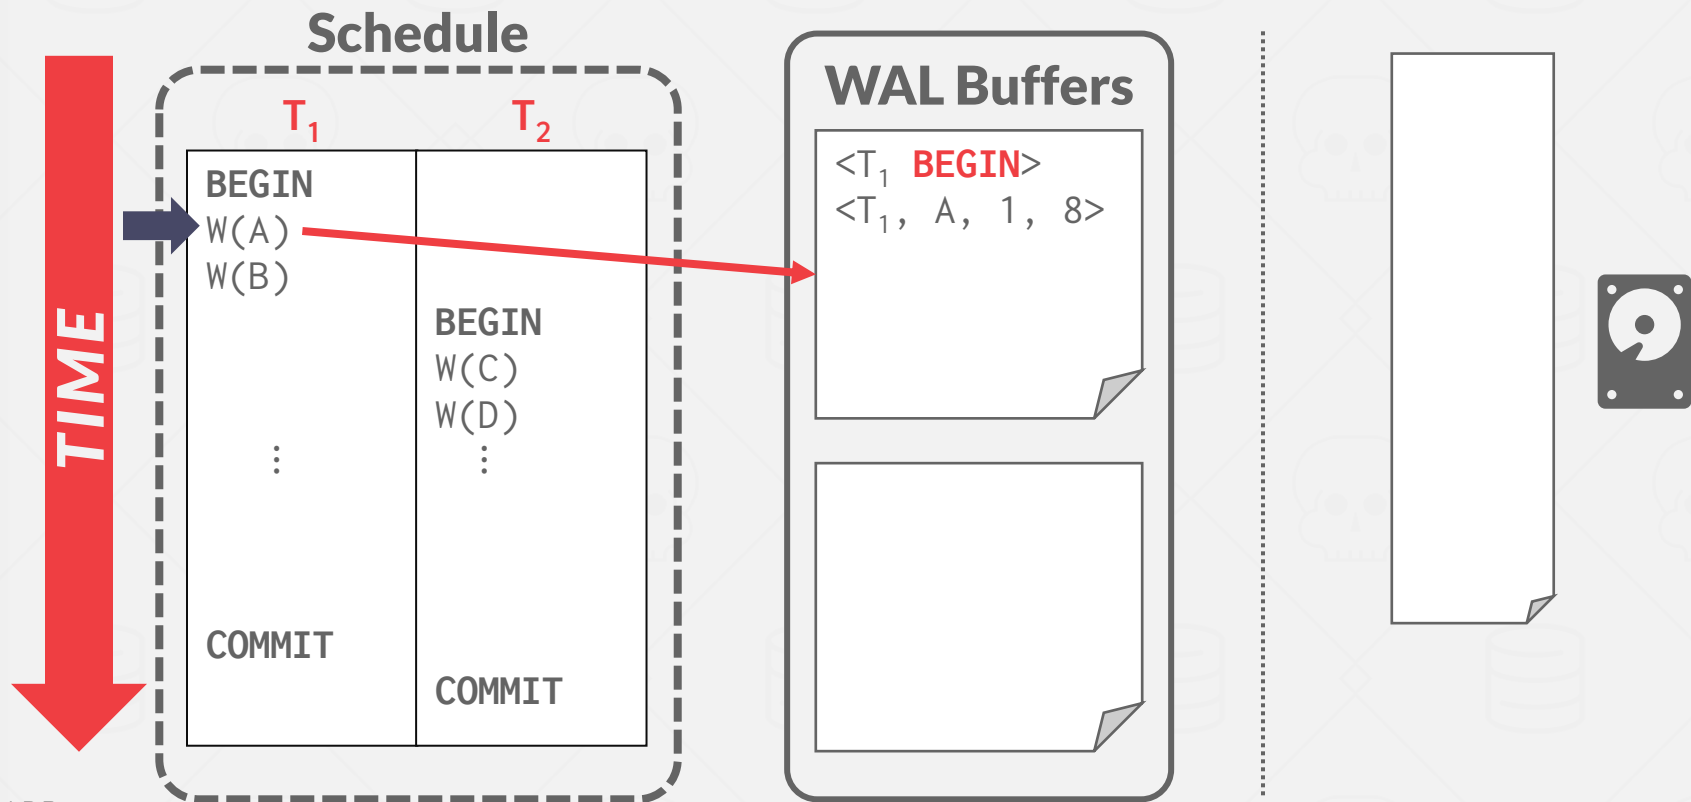 Schedule
TIME
T₁ T₂
BEGIN
W(A)
W(B)
BEGIN
W(C)
W(D)
⋮ ⋮
COMMIT
COMMIT
WAL Buffers
<T₁ BEGIN>
<T₁, A, 1, 8>